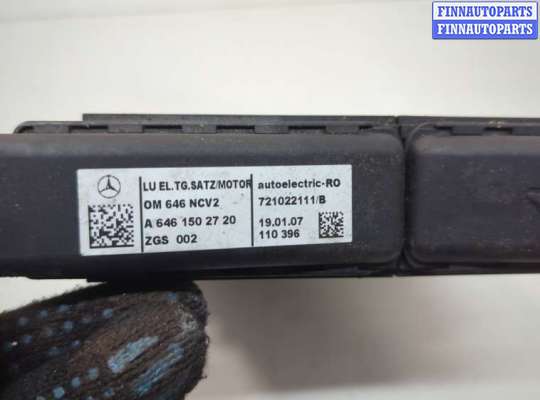 FINNAUTOPARTS
FINNAUTOPARTS
LU EL.TG.SATZ/MOTOR
OM 646 NCV2
A 646 150 27 20
ZGS 002
autoelectric-RO
721022111/B
19.01.07
110 396